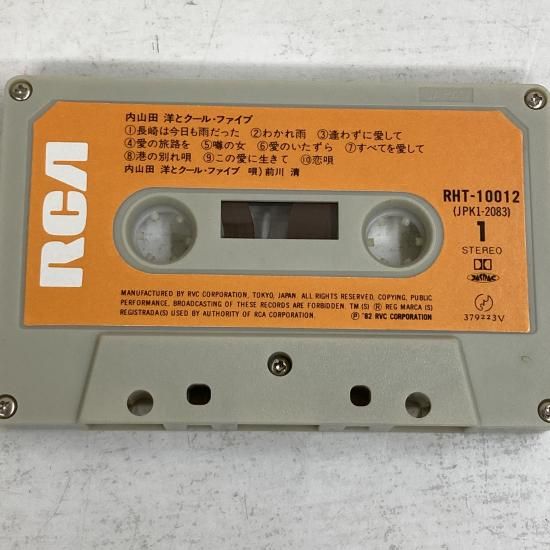 RCA
内山田 洋とクール・ファイブ
①長崎は今日も雨だった ②わかれ雨 ③逢わずに愛して
④愛の旅路を ⑤噂の女 ⑥愛のいたずら ⑦すべてを愛して
⑧港の別れ唄 ⑨この愛に生きて ⑩恋唄
内山田 洋とクール・ファイブ 唄)前川 清
RHT-10012
(JPK1-2083)
1
STEREO
MANUFACTURED BY RVC CORPORATION, TOKYO, JAPAN. ALL RIGHTS RESERVED, COPYING, PUBLIC
PERFORMANCE, BROADCASTING OF THESE RECORDS ARE FORBIDDEN. TM(S) Ⓡ REG MARCA(S)
REGISTRADA(S) USED BY AUTHORITY OF RCA CORPORATION.
Ⓟ '82 RVC CORPORATION
379223V